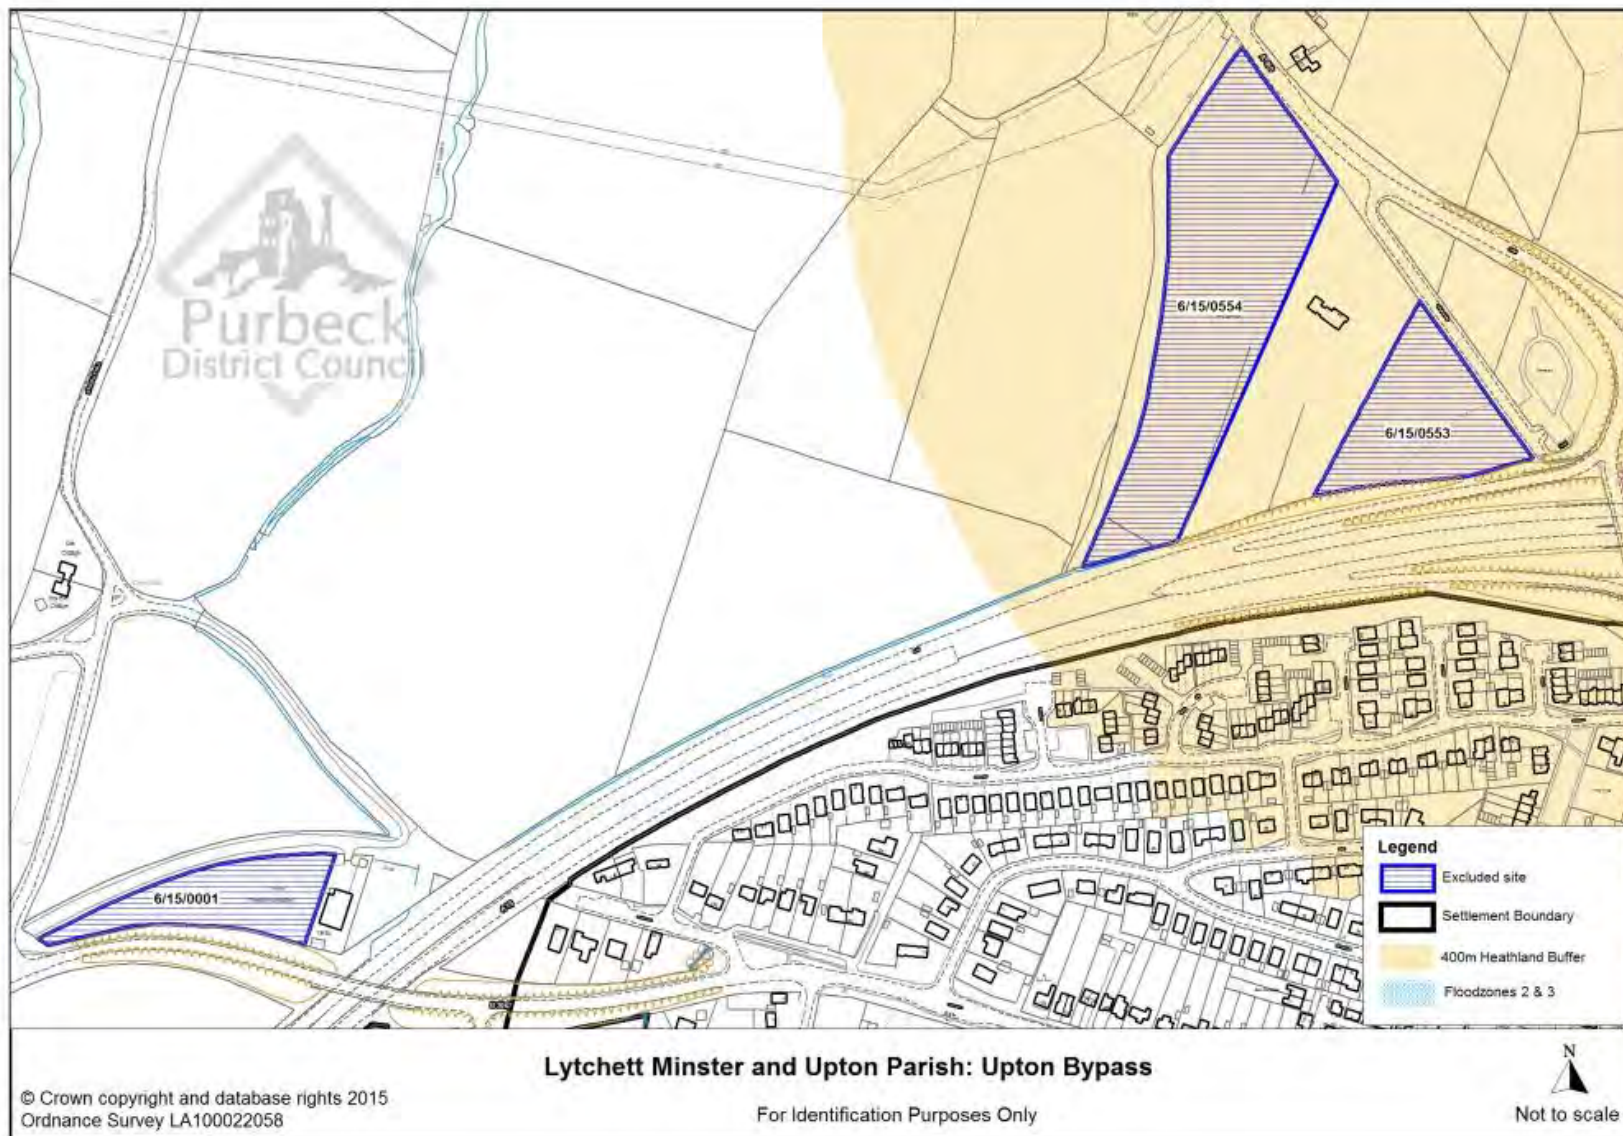 Purbeck
District Council
6/15/0554
6/15/0553
6/15/0001
Legend
Excluded site
Settlement Boundary
400m Heathland Buffer
Floodzones 2 & 3
Lytchett Minster and Upton Parish: Upton Bypass
© Crown copyright and database rights 2015
Ordnance Survey LA100022058
For Identification Purposes Only
N
Not to scale